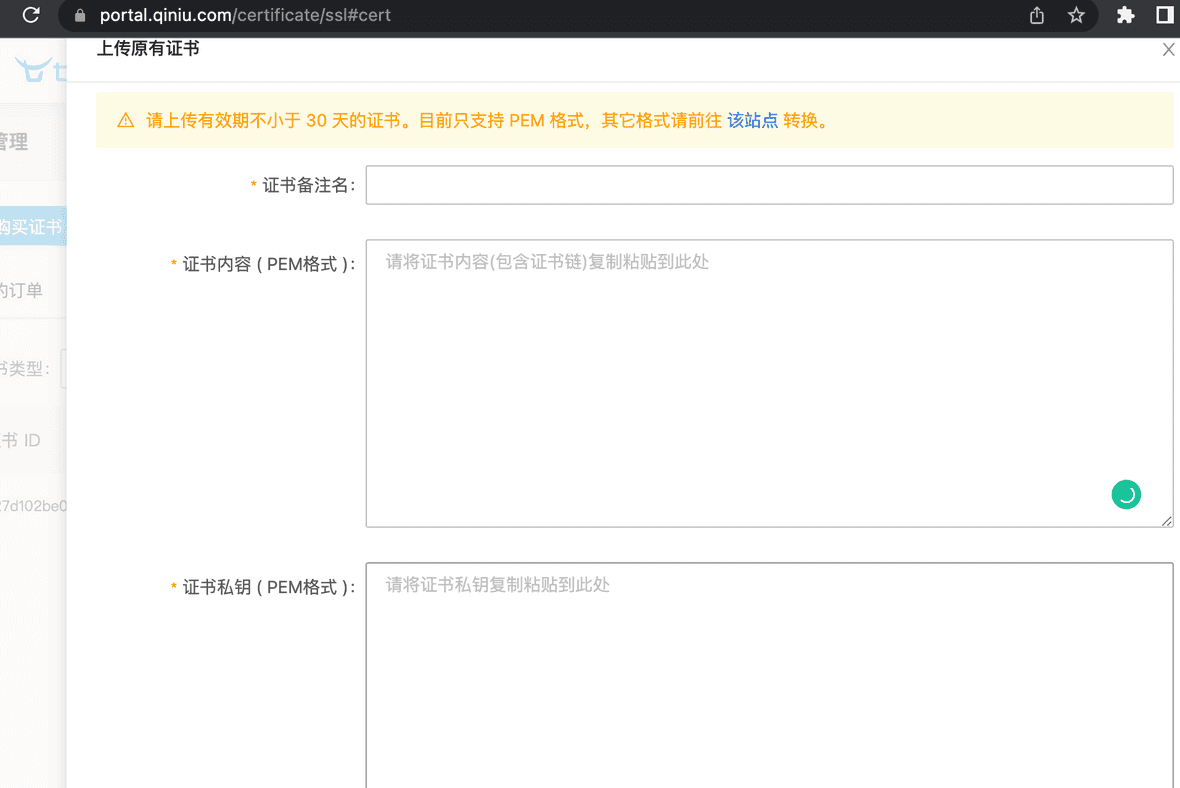 portal.qiniu.com/certificate/ssl#cert
上传原有证书
请上传有效期不小于 30 天的证书。目前只支持 PEM 格式，其它格式请前往 该站点 转换。
管理
* 证书备注名：
购买证书
* 证书内容 ( PEM格式 )：
请将证书内容(包含证书链)复制粘贴到此处
的订单
书类型：
证书 ID
27d102be0
* 证书私钥 ( PEM格式 )：
请将证书私钥复制粘贴到此处